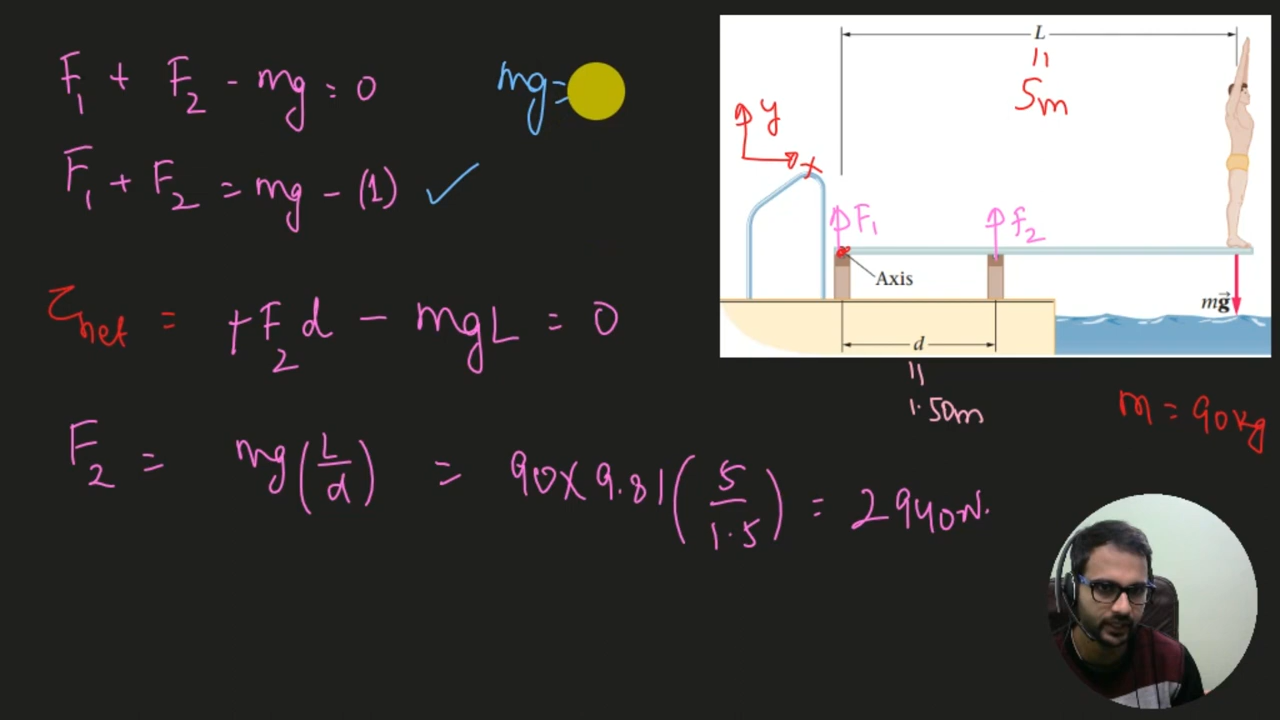 F₁ + F₂ - mg = 0
mg =
F₁ + F₂ = mg - (1) ✓
τnet = +F₂d - mgL = 0
F₂ = mg(L/d) = 90 x 9.81(5/1.5) = 2940N.
L
=
5m
y
x
F₁
F₂
Axis
mg⃗
d
=
1.50m
m = 90kg